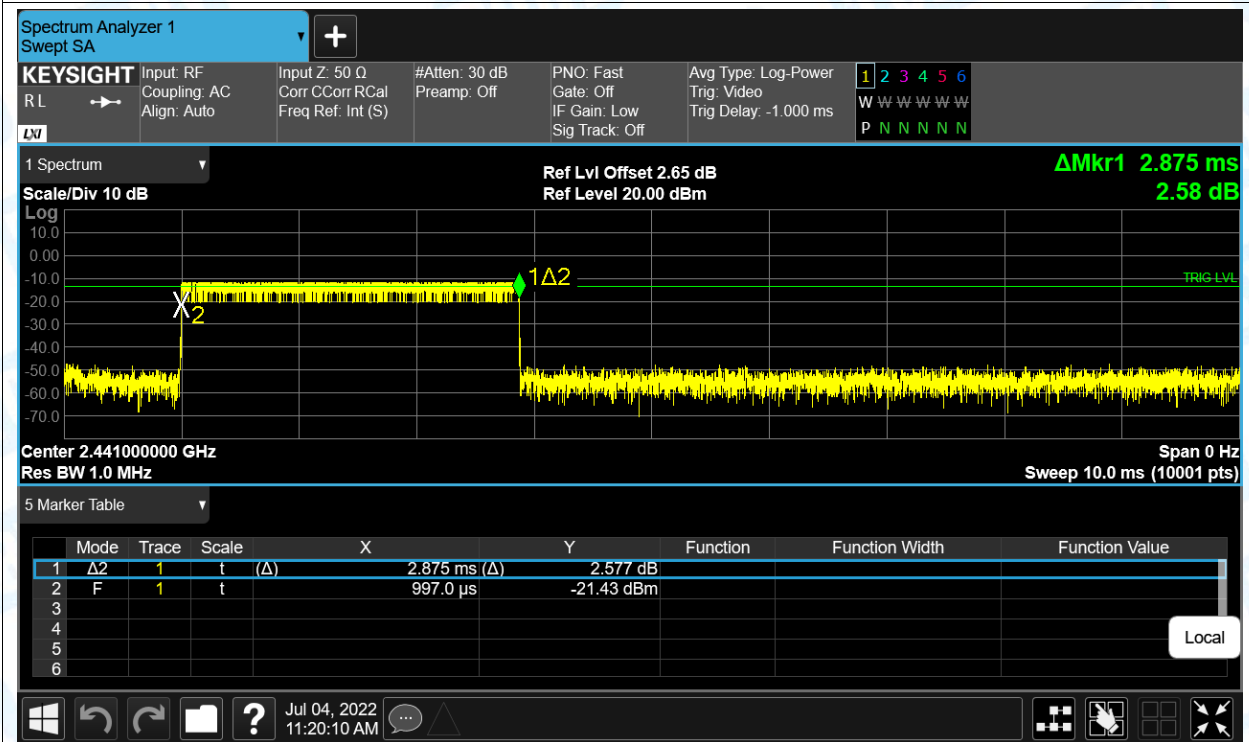 Spectrum Analyzer 1
Swept SA
KEYSIGHT
R L
LXI
Input: RF
Coupling: AC
Align: Auto
Input Z: 50 Ω
Corr CCorr RCal
Freq Ref: Int (S)
#Atten: 30 dB
Preamp: Off
PNO: Fast
Gate: Off
IF Gain: Low
Sig Track: Off
Avg Type: Log-Power
Trig: Video
Trig Delay: -1.000 ms
1 2 3 4 5 6
W W W W W W
P N N N N N
1 Spectrum
Scale/Div 10 dB
Ref Lvl Offset 2.65 dB
Ref Level 20.00 dBm
ΔMkr1 2.875 ms
2.58 dB
Log
10.0
0.00
-10.0
-20.0
-30.0
-40.0
-50.0
-60.0
-70.0
1Δ2
TRIG LVL
2
Center 2.441000000 GHz
Res BW 1.0 MHz
Span 0 Hz
Sweep 10.0 ms (10001 pts)
5 Marker Table
Mode Trace Scale X Y Function Function Width Function Value
1 Δ2 1 t (Δ) 2.875 ms (Δ) 2.577 dB
2 F 1 t 997.0 µs -21.43 dBm
3
4
5
6
Local
?
Jul 04, 2022
11:20:10 AM